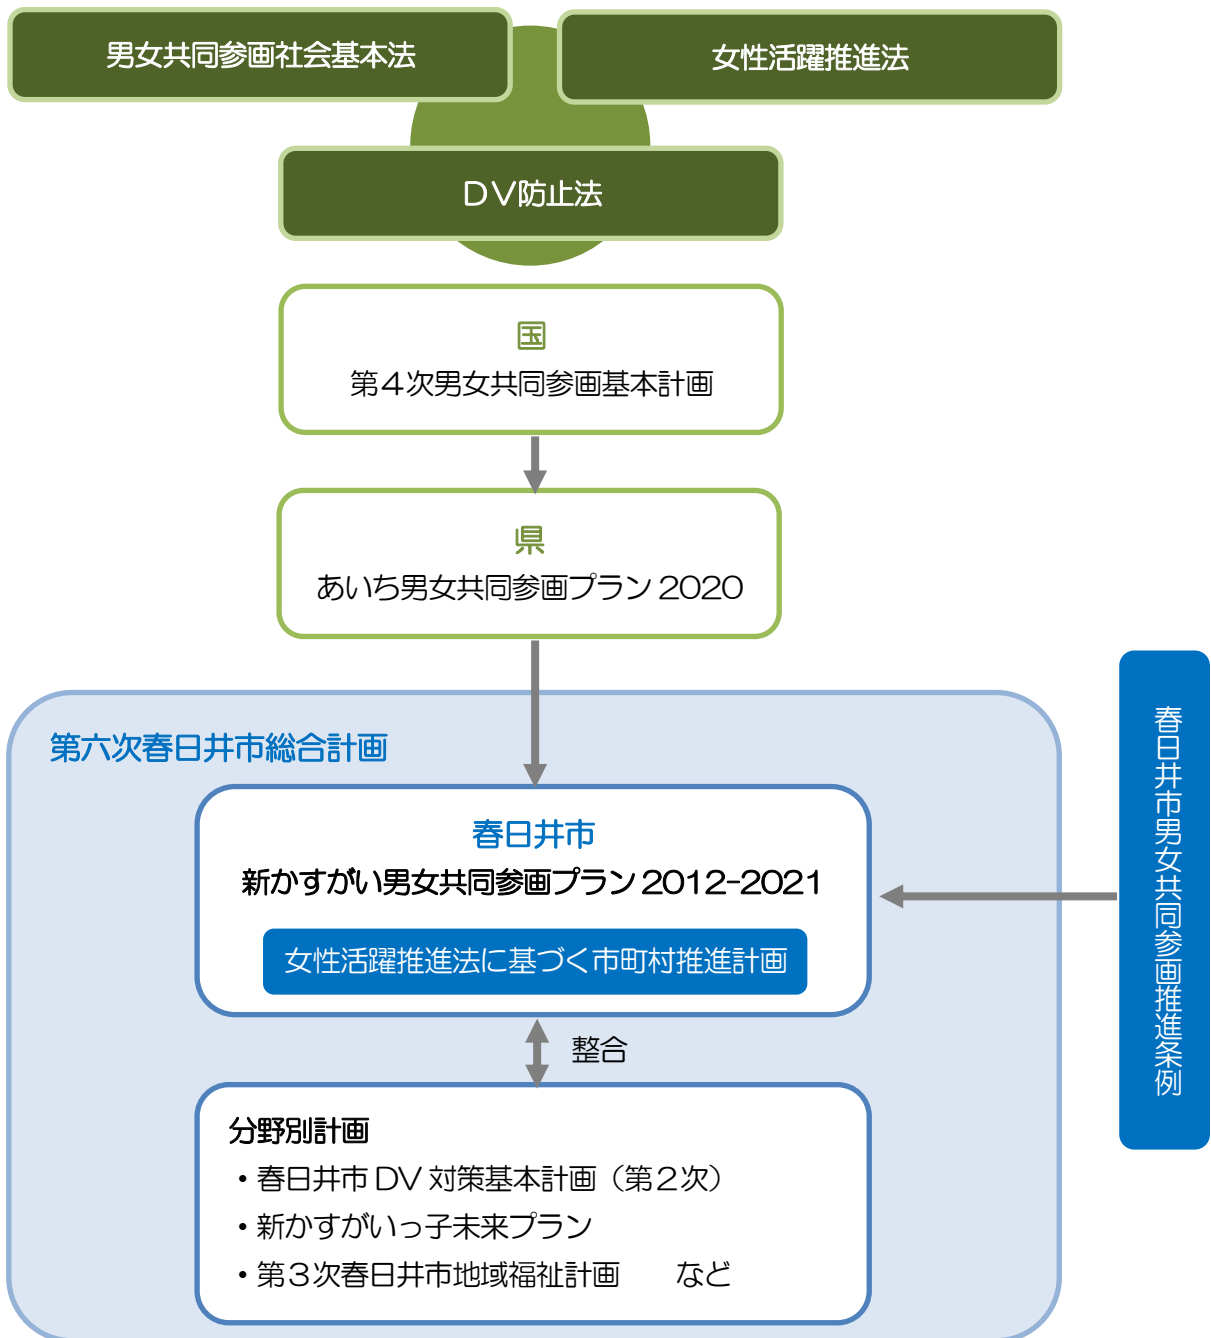 男女共同参画社会基本法
女性活躍推進法
ＤＶ防止法
国
第４次男女共同参画基本計画
県
あいち男女共同参画プラン 2020
第六次春日井市総合計画
春日井市
新かすがい男女共同参画プラン 2012-2021
女性活躍推進法に基づく市町村推進計画
春日井市男女共同参画推進条例
整合
分野別計画
・春日井市 DV 対策基本計画（第２次）
・新かすがいっ子未来プラン
・第３次春日井市地域福祉計画　　など